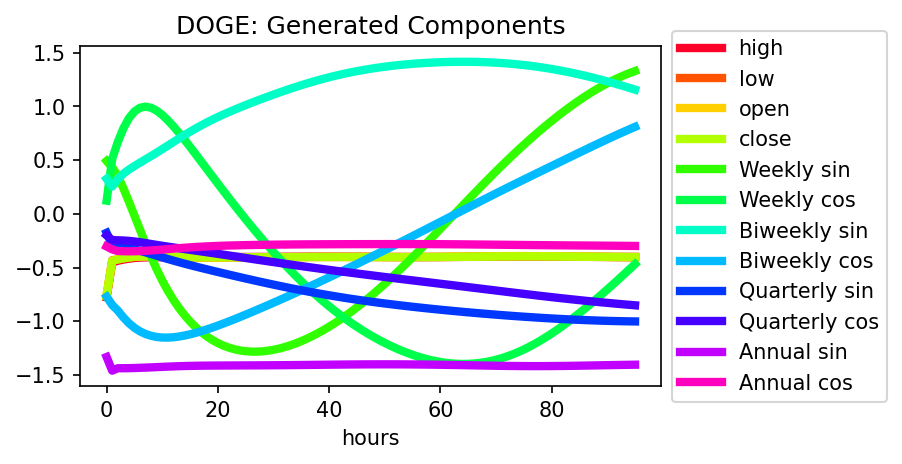 DOGE: Generated Components
1.5
1.0
0.5
0.0
−0.5
−1.0
−1.5
0
20
40
60
80
hours
high
low
open
close
Weekly sin
Weekly cos
Biweekly sin
Biweekly cos
Quarterly sin
Quarterly cos
Annual sin
Annual cos